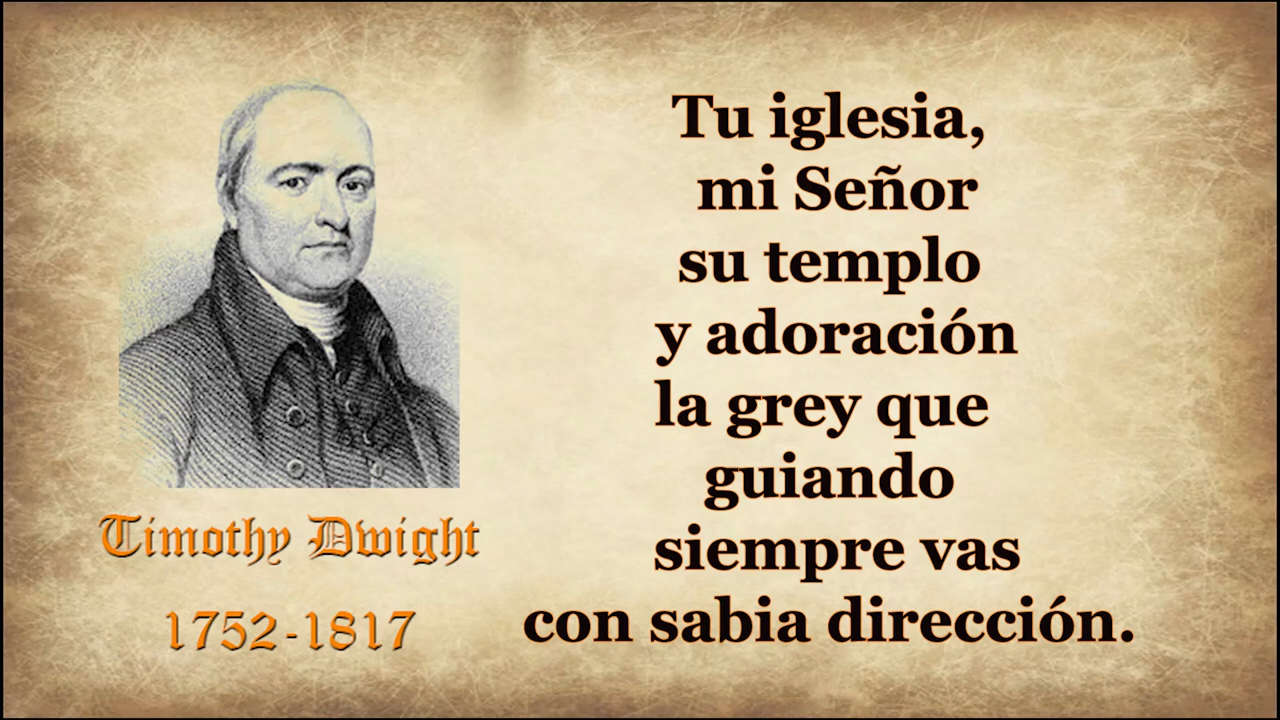 Tu iglesia,
mi Señor
su templo
y adoración
la grey que
guiando
siempre vas
con sabia dirección.
Timothy Dwight
1752-1817